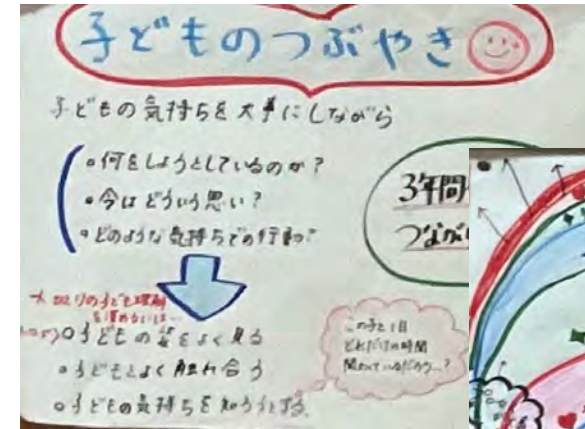 子どものつぶやき
子どもの気持ちを大事にしながら
・何をしようとしているのか?
・今はどういう思い?
・どのような気持ちでの行動?
3年間
つなが
子ども理解
○子どもの姿をよく見る
○子どもとよく触れ合う
○子どもの気持ちを知ろうとする。
この子と1日
どれだけの時間
関わっているだろう…?